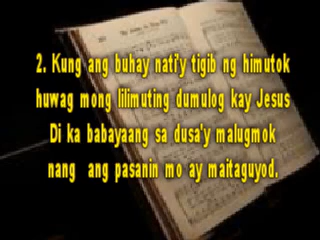 2. Kung ang buhay nati'y tigib ng himutok
huwag mong lilimuting dumulog kay Jesus
Di ka babayaang sa dusa'y malugmok
nang ang pasanin mo ay maitaguyod.